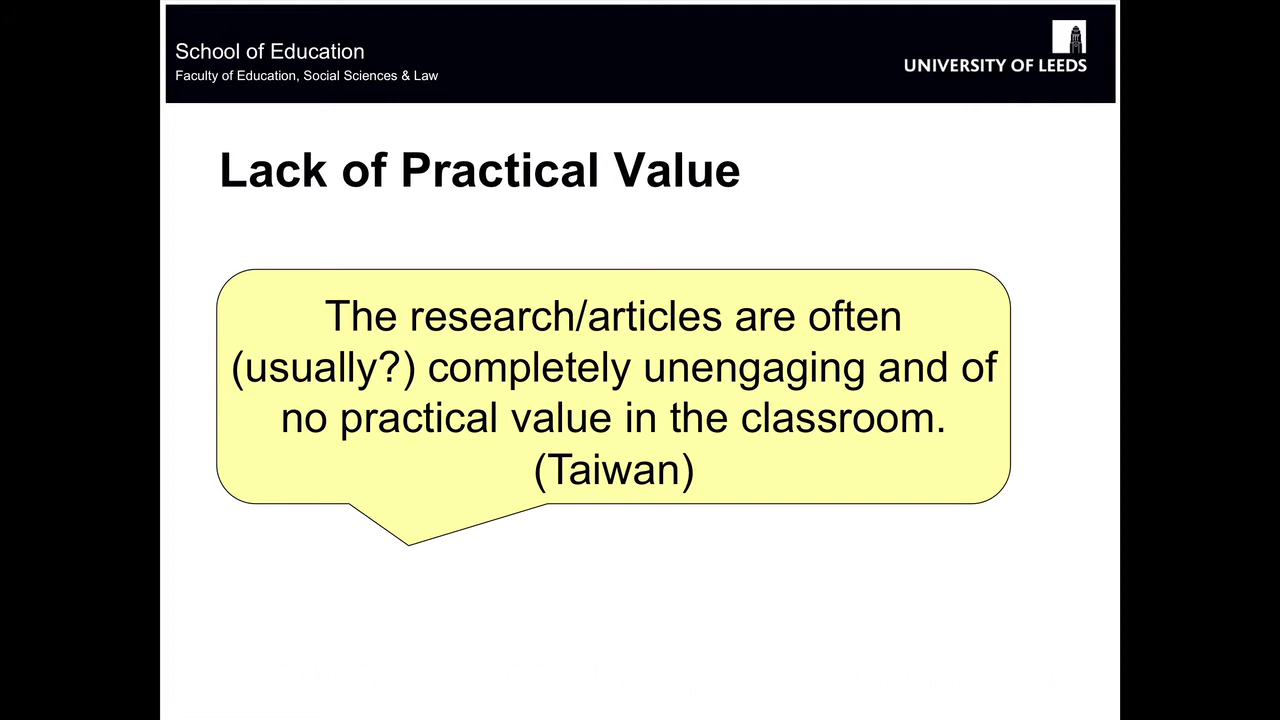 School of Education
Faculty of Education, Social Sciences & Law
UNIVERSITY OF LEEDS
Lack of Practical Value
The research/articles are often
(usually?) completely unengaging and of
no practical value in the classroom.
(Taiwan)